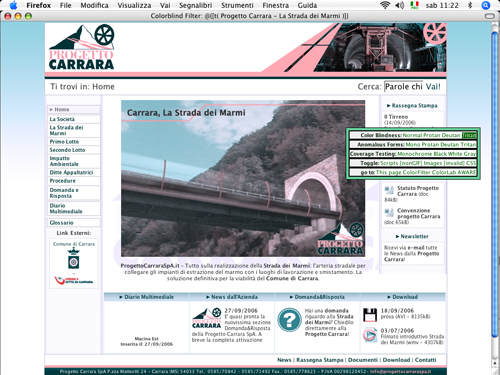 Firefox File Modifica Visualizza Vai Segnalibri Strumenti Finestra Guida sab 11:22
Colorblind Filter: @[[t( Progetto Carrara - La Strada dei Marmi )]]
PROGETTO
CARRARA
Ti trovi in: Home
Cerca: Parole chi Vai!
Home
La Società
La Strada dei
Marmi
Primo Lotto
Secondo Lotto
Impatto
Ambientale
Ditte Appaltatrici
Procedure
Domanda e
Risposta
Diario
Multimediale
Glossario
Link Esterni:
Comune di Carrara
Carrara, La Strada dei Marmi
PROGETTO
CARRARA
ProgettoCarraraSpA.it - Tutto sulla realizzazione della Strada dei Marmi: l'arteria stradale per
collegare gli impianti di estrazione del marmo con i luoghi di lavorazione e smistamento. La
soluzione definitiva per la viabilità del Comune di Carrara.
Rassegna Stampa
Il Tirreno
(14/09/2006)
Color Blindness: Normal Protan Deutan Tritan
Anomalous Forms: Mono Protan Deutan Tritan
Coverage Testing: Monochrome Black White Gray
Toggle: Scripts [nonGIF] Images [invalid] CSS
go to: This page ColorFilter ColorLab AWARE
Statuto Progetto
Carrara (doc
84kB)
Convenzione
progetto Carrara
(doc 65kB)
Newsletter
Ricevi via e-mail tutte
le News dalla Progetto
Carrara!
Diario Multimediale
Macina Est
Inserita il: 27/09/2006
News dall'Azienda
PROGETTO
CARRARA
27/09/2006
E' quasi pronta la
nuovissima sezione
Domanda&Risposta
della Progetto Carrara SpA. A
breve la completa attivazione
Domanda&Risposta
Hai una domanda
riguardo alla Strada
dei Marmi? Chiedilo
direttamente alla
Progetto Carrara!
Download
18/09/2006
prova (AVI - 8135kB)
03/07/2006
Filmato introduttivo Strada
dei Marmi (wmv - 4307kB)
News | Rassegna Stampa | Documenti | Download | Contatti
Progetto Carrara SpA P.zza Matteotti 24 - Carrara (MS) 54033 Tel. 0585/70842 - 0585/71492 Fax. 0585/778623 - P.IVA 00298120452 - info@progettocarraraspa.it